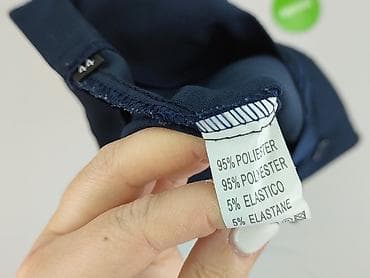 44
95% POLIESTER
95% POLYESTER
5% ELASTICO
5% ELASTANE